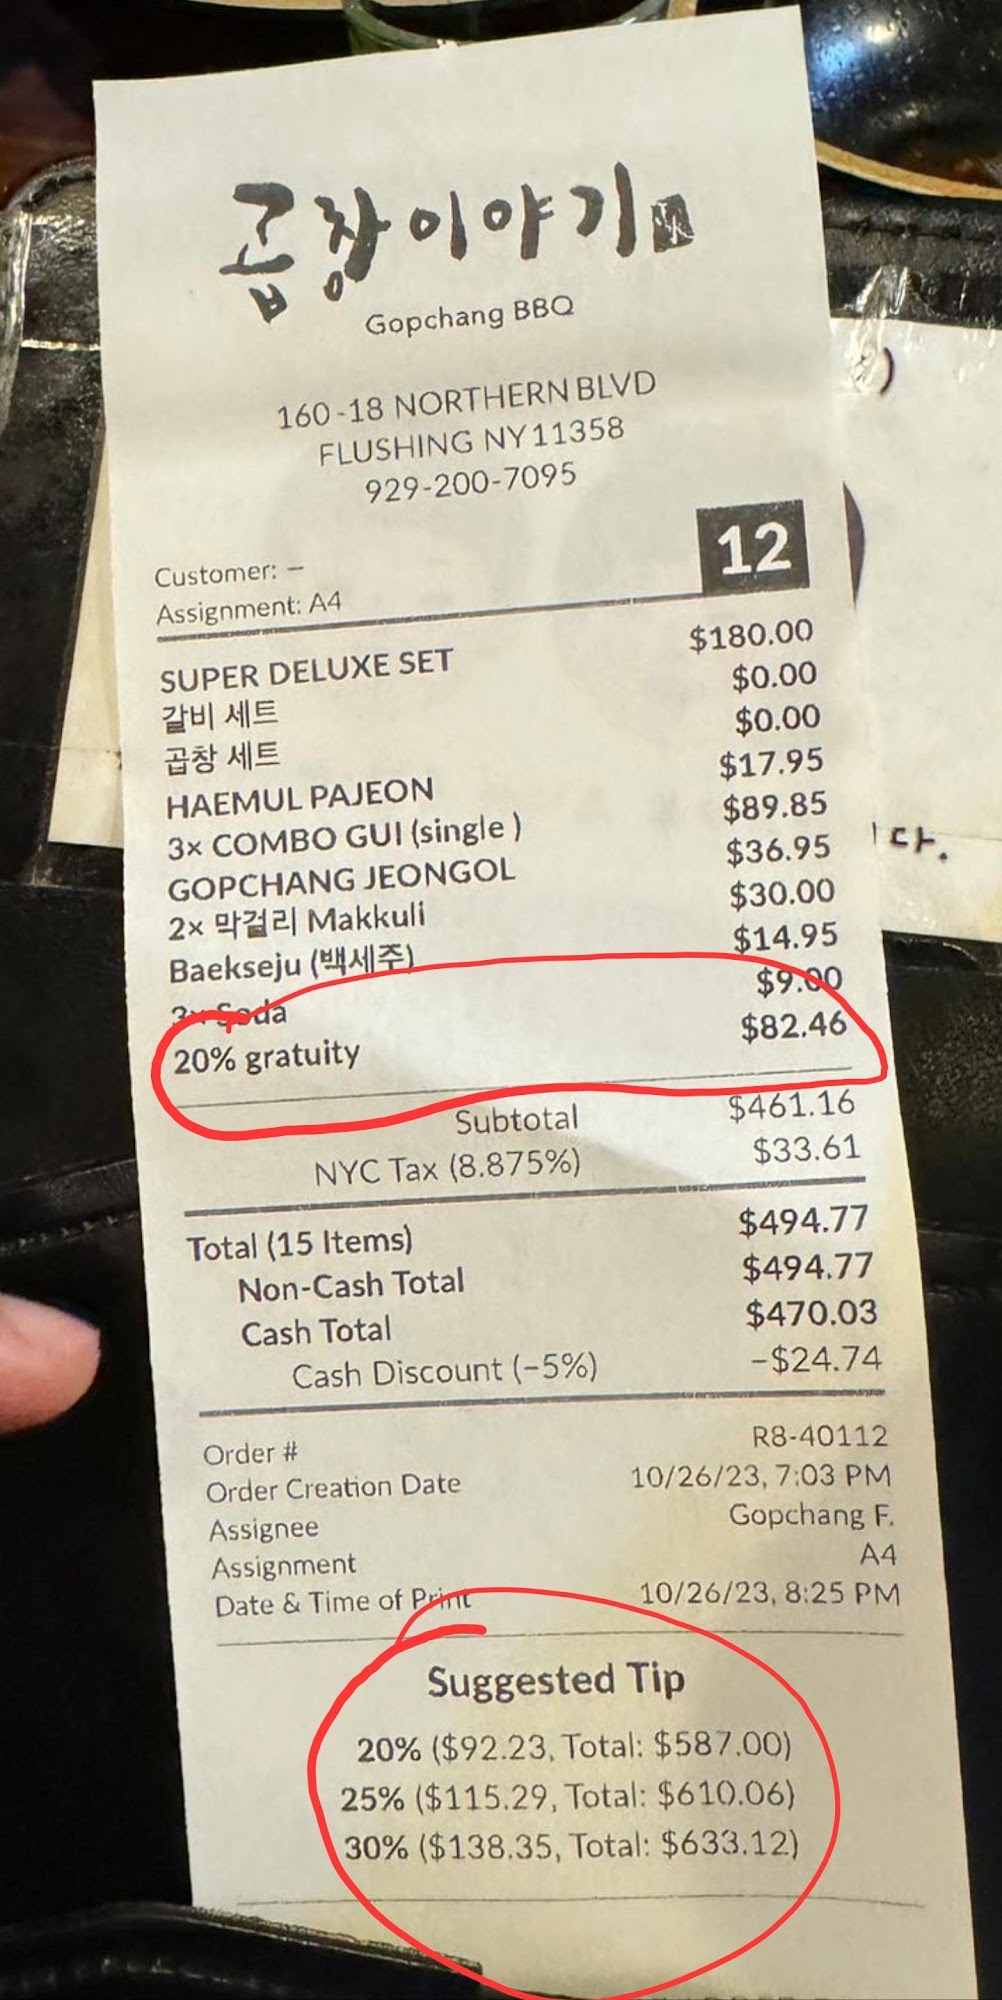 곱창이야기
Gopchang BBQ
160-18 NORTHERN BLVD
FLUSHING NY 11358
929-200-7095
12
Customer: –
Assignment: A4
SUPER DELUXE SET $180.00
갈비 세트 $0.00
곱창 세트 $0.00
HAEMUL PAJEON $17.95
3x COMBO GUI (single ) $89.85
GOPCHANG JEONGOL $36.95
2x 막걸리 Makkuli $30.00
Baekseju (백세주) $14.95
3x Soda $9.00
20% gratuity $82.46
Subtotal $461.16
NYC Tax (8.875%) $33.61
Total (15 Items) $494.77
Non-Cash Total $494.77
Cash Total $470.03
Cash Discount (-5%) -$24.74
Order # R8-40112
Order Creation Date 10/26/23, 7:03 PM
Assignee Gopchang F.
Assignment A4
Date & Time of Print 10/26/23, 8:25 PM
Suggested Tip
20% ($92.23, Total: $587.00)
25% ($115.29, Total: $610.06)
30% ($138.35, Total: $633.12)
다.